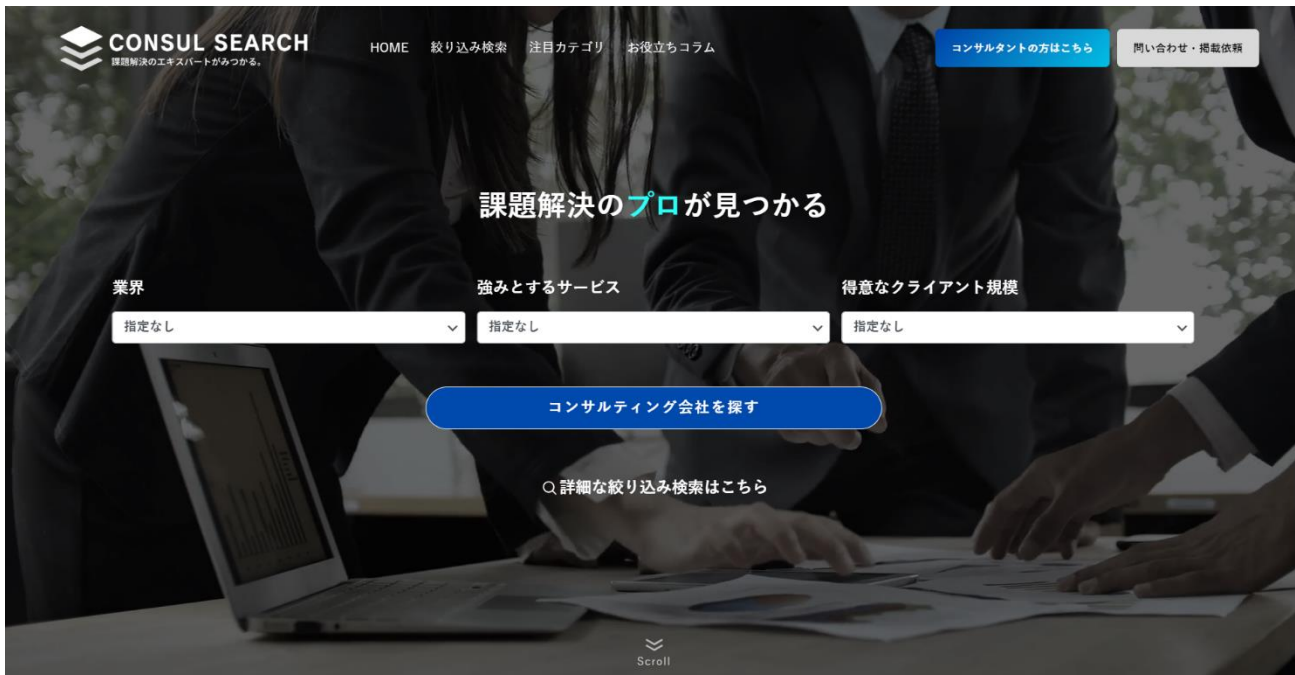 CONSUL SEARCH
課題解決のエキスパートがみつかる。
HOME 絞り込み検索 注目カテゴリ お役立ちコラム
コンサルタントの方はこちら
問い合わせ・掲載依頼
課題解決のプロが見つかる
業界 強みとするサービス 得意なクライアント規模
指定なし 指定なし 指定なし
コンサルティング会社を探す
詳細な絞り込み検索はこちら
Scroll